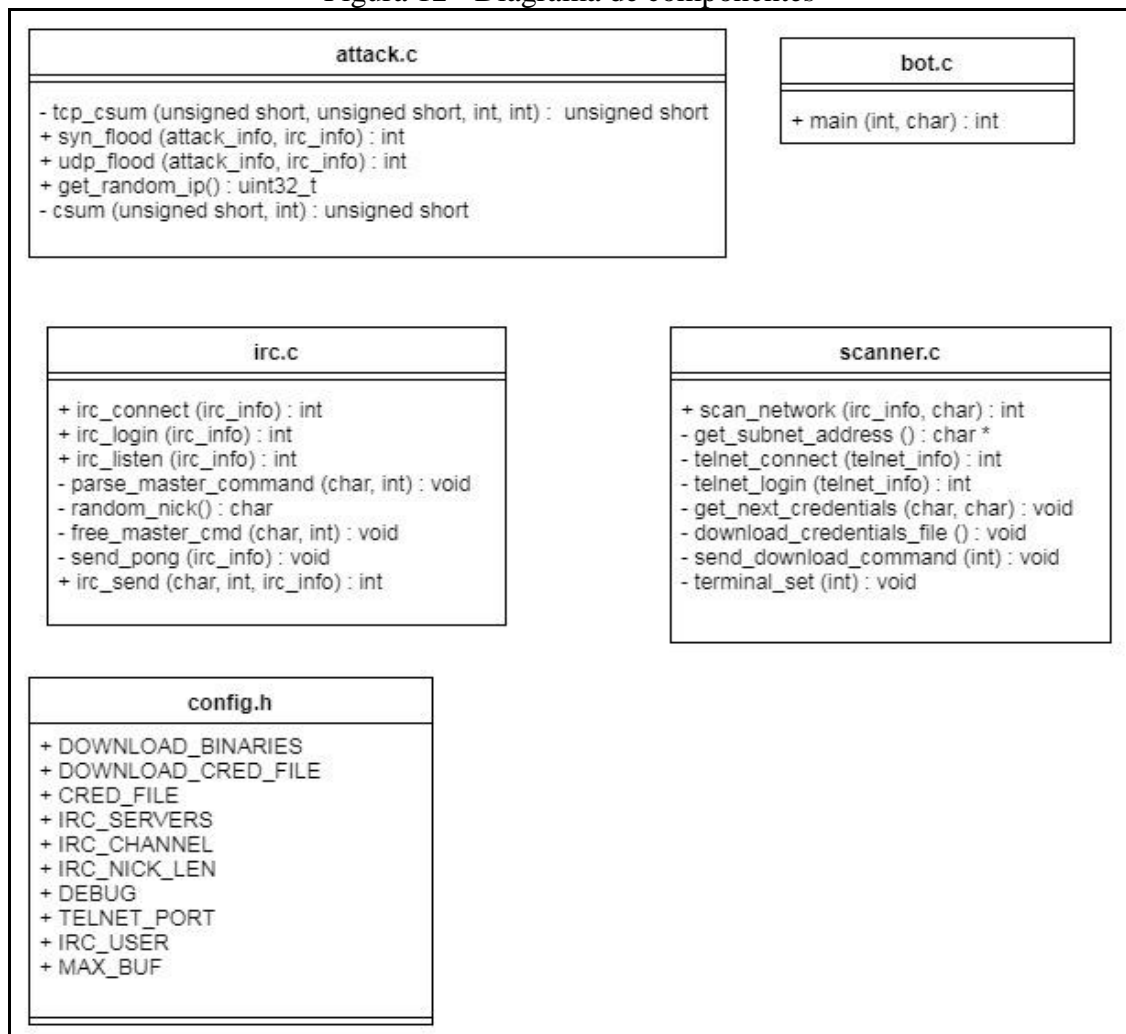 Figura 12 - Diagrama de componentes
attack.c
- tcp_csum (unsigned short, unsigned short, int, int) : unsigned short
+ syn_flood (attack_info, irc_info) : int
+ udp_flood (attack_info, irc_info) : int
+ get_random_ip() : uint32_t
- csum (unsigned short, int) : unsigned short
bot.c
+ main (int, char) : int
irc.c
+ irc_connect (irc_info) : int
+ irc_login (irc_info) : int
+ irc_listen (irc_info) : int
- parse_master_command (char, int) : void
- random_nick() : char
- free_master_cmd (char, int) : void
- send_pong (irc_info) : void
+ irc_send (char, int, irc_info) : int
scanner.c
+ scan_network (irc_info, char) : int
- get_subnet_address () : char *
- telnet_connect (telnet_info) : int
- telnet_login (telnet_info) : int
- get_next_credentials (char, char) : void
- download_credentials_file () : void
- send_download_command (int) : void
- terminal_set (int) : void
config.h
+ DOWNLOAD_BINARIES
+ DOWNLOAD_CRED_FILE
+ CRED_FILE
+ IRC_SERVERS
+ IRC_CHANNEL
+ IRC_NICK_LEN
+ DEBUG
+ TELNET_PORT
+ IRC_USER
+ MAX_BUF